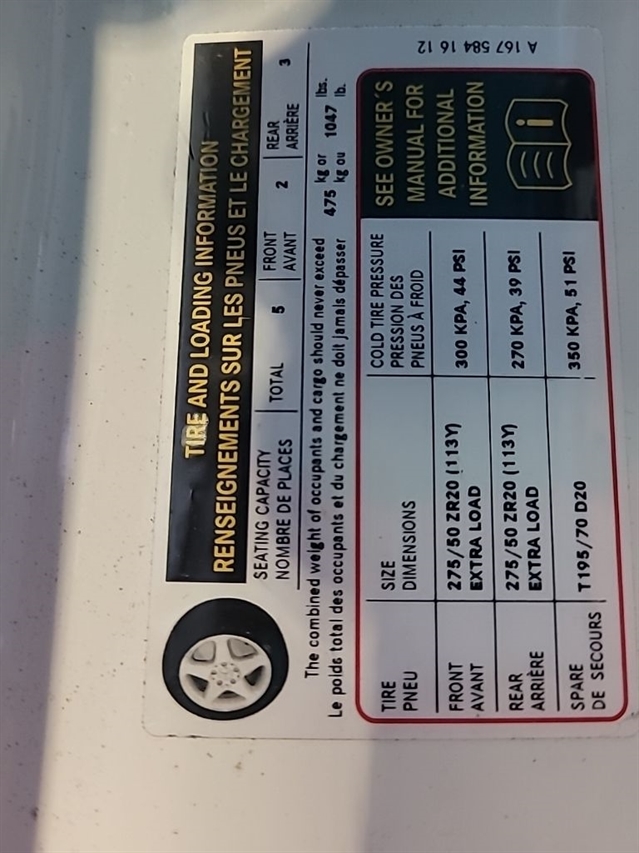 TIRE AND LOADING INFORMATION
RENSEIGNEMENTS SUR LES PNEUS ET LE CHARGEMENT
SEATING CAPACITY TOTAL 5 FRONT 2 REAR 3
NOMBRE DE PLACES AVANT ARRIÈRE
The combined weight of occupants and cargo should never exceed 475 kg or 1047 lbs.
Le poids total des occupants et du chargement ne doit jamais dépasser kg ou lb.
TIRE SIZE COLD TIRE PRESSURE
PNEU DIMENSIONS PRESSION DES
PNEUS À FROID
FRONT 275/50 ZR20 (113Y) 300 KPA, 44 PSI
AVANT EXTRA LOAD
REAR 275/50 ZR20 (113Y) 270 KPA, 39 PSI
ARRIÈRE EXTRA LOAD
SPARE T195/70 D20 350 KPA, 51 PSI
DE SECOURS
SEE OWNER'S
MANUAL FOR
ADDITIONAL
INFORMATION
A 167 584 16 12